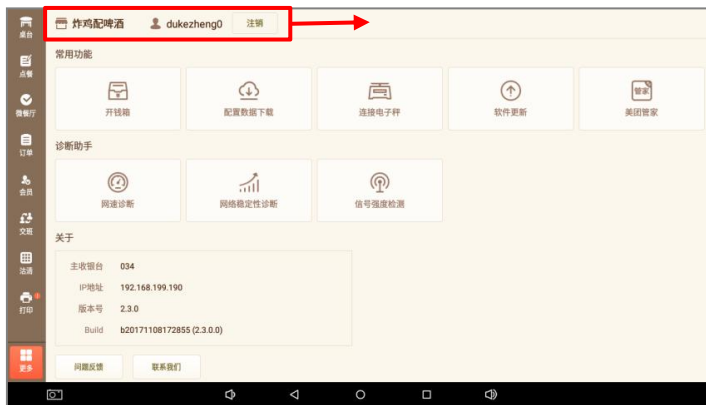 桌台
点餐
微餐厅
订单
会员
交班
沽清
打印
更多
炸鸡配啤酒 dukezheng0 注销
常用功能
开钱箱 配置数据下载 连接电子秤 软件更新 管家 美团管家
诊断助手
网速诊断 网络稳定性诊断 信号强度检测
关于
主收银台 034
IP地址 192.168.199.190
版本号 2.3.0
Build b20171108172855 (2.3.0.0)
问题反馈 联系我们